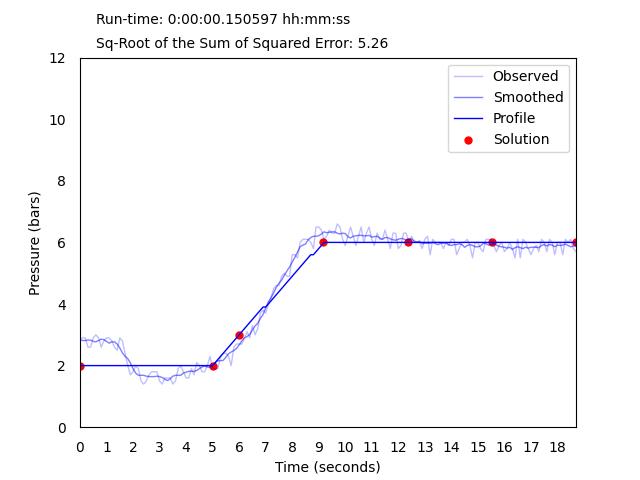 Run-time: 0:00:00.150597 hh:mm:ss
Sq-Root of the Sum of Squared Error: 5.26
12
10
8
6
4
2
0
Pressure (bars)
Observed
Smoothed
Profile
Solution
0 1 2 3 4 5 6 7 8 9 10 11 12 13 14 15 16 17 18
Time (seconds)